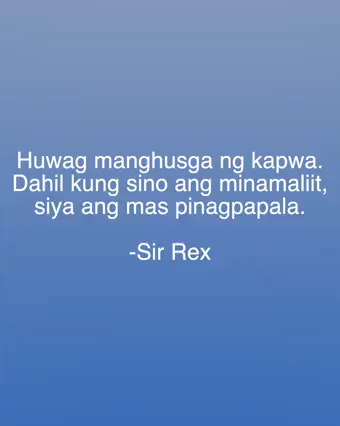 Huwag manghusga ng kapwa.
Dahil kung sino ang minamaliit,
siya ang mas pinagpapala.
-Sir Rex